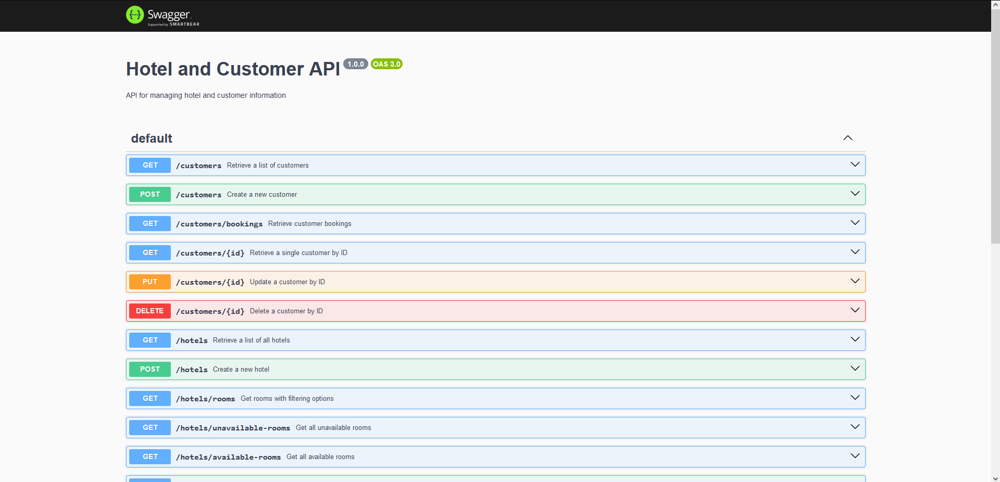 {...} Swagger
Supported by SMARTBEAR
Hotel and Customer API 1.0.0 OAS 3.0
API for managing hotel and customer information
default
GET /customers Retrieve a list of customers
POST /customers Create a new customer
GET /customers/bookings Retrieve customer bookings
GET /customers/{id} Retrieve a single customer by ID
PUT /customers/{id} Update a customer by ID
DELETE /customers/{id} Delete a customer by ID
GET /hotels Retrieve a list of all hotels
POST /hotels Create a new hotel
GET /hotels/rooms Get rooms with filtering options
GET /hotels/unavailable-rooms Get all unavailable rooms
GET /hotels/available-rooms Get all available rooms